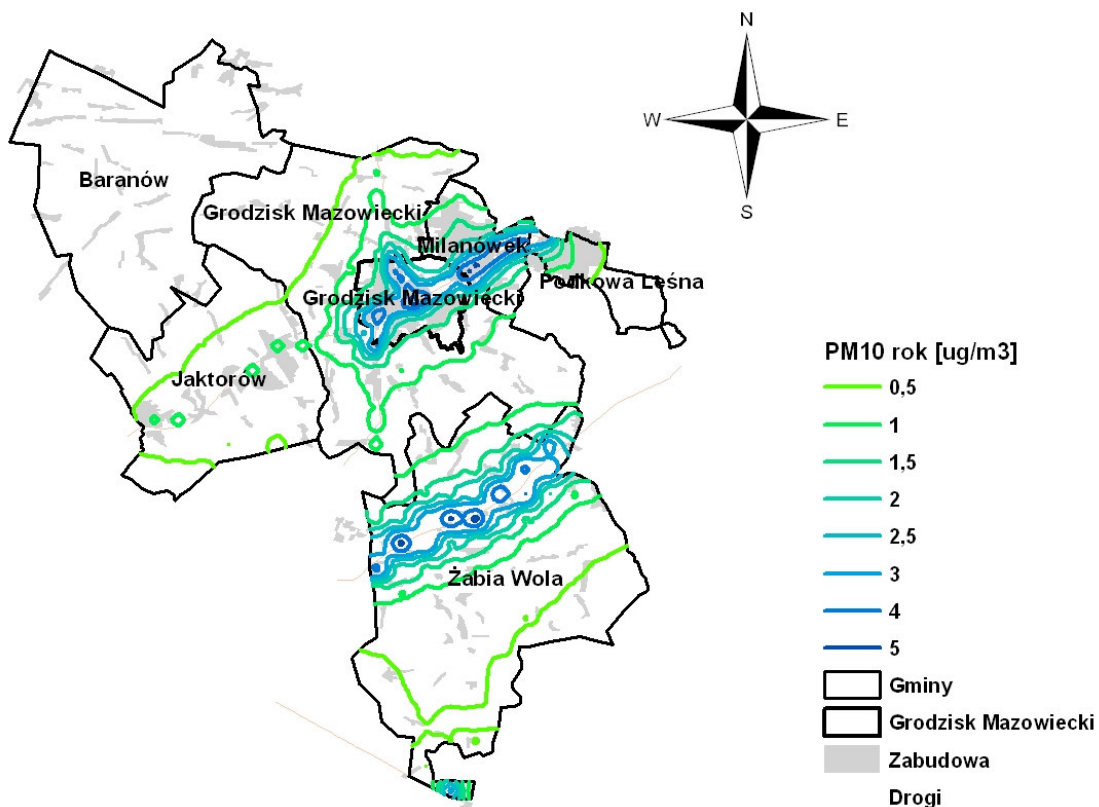 N
W E
S
Baranów
Grodzisk Mazowiecki
Milanówek
Podkowa Leśna
Grodzisk Mazowiecki
Jaktorów
Żabia Wola
PM10 rok [ug/m3]
0,5
1
1,5
2
2,5
3
4
5
Gminy
Grodzisk Mazowiecki
Zabudowa
Drogi